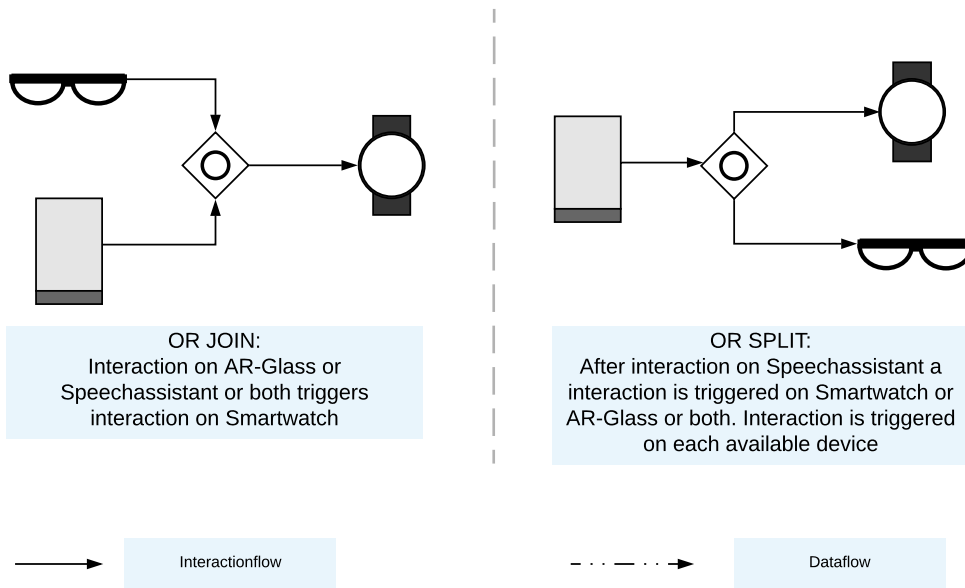 OR JOIN:
Interaction on AR-Glass or
Speechassistant or both triggers
interaction on Smartwatch
OR SPLIT:
After interaction on Speechassistant a
interaction is triggered on Smartwatch or
AR-Glass or both. Interaction is triggered
on each available device
Interactionflow
Dataflow